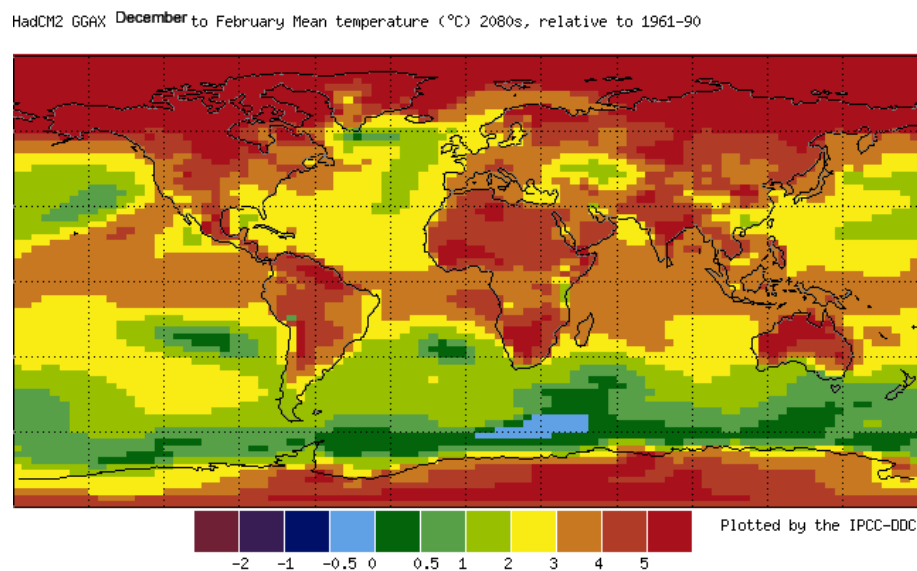 HadCM2 GGAX December to February Mean temperature (°C) 2080s, relative to 1961-90
-2 -1 -0.5 0 0.5 1 2 3 4 5
Plotted by the IPCC-DDC